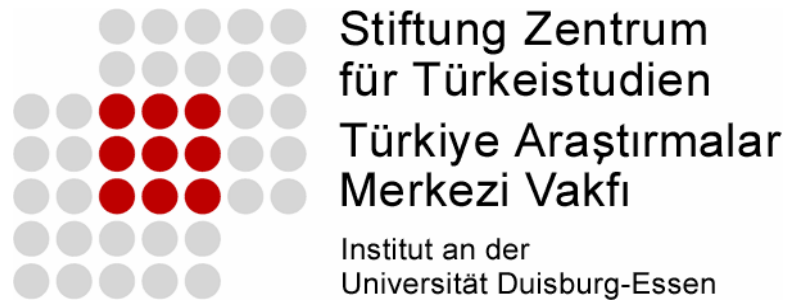 Stiftung Zentrum
für Türkeistudien
Türkiye Araştırmalar
Merkezi Vakfı
Institut an der
Universität Duisburg-Essen